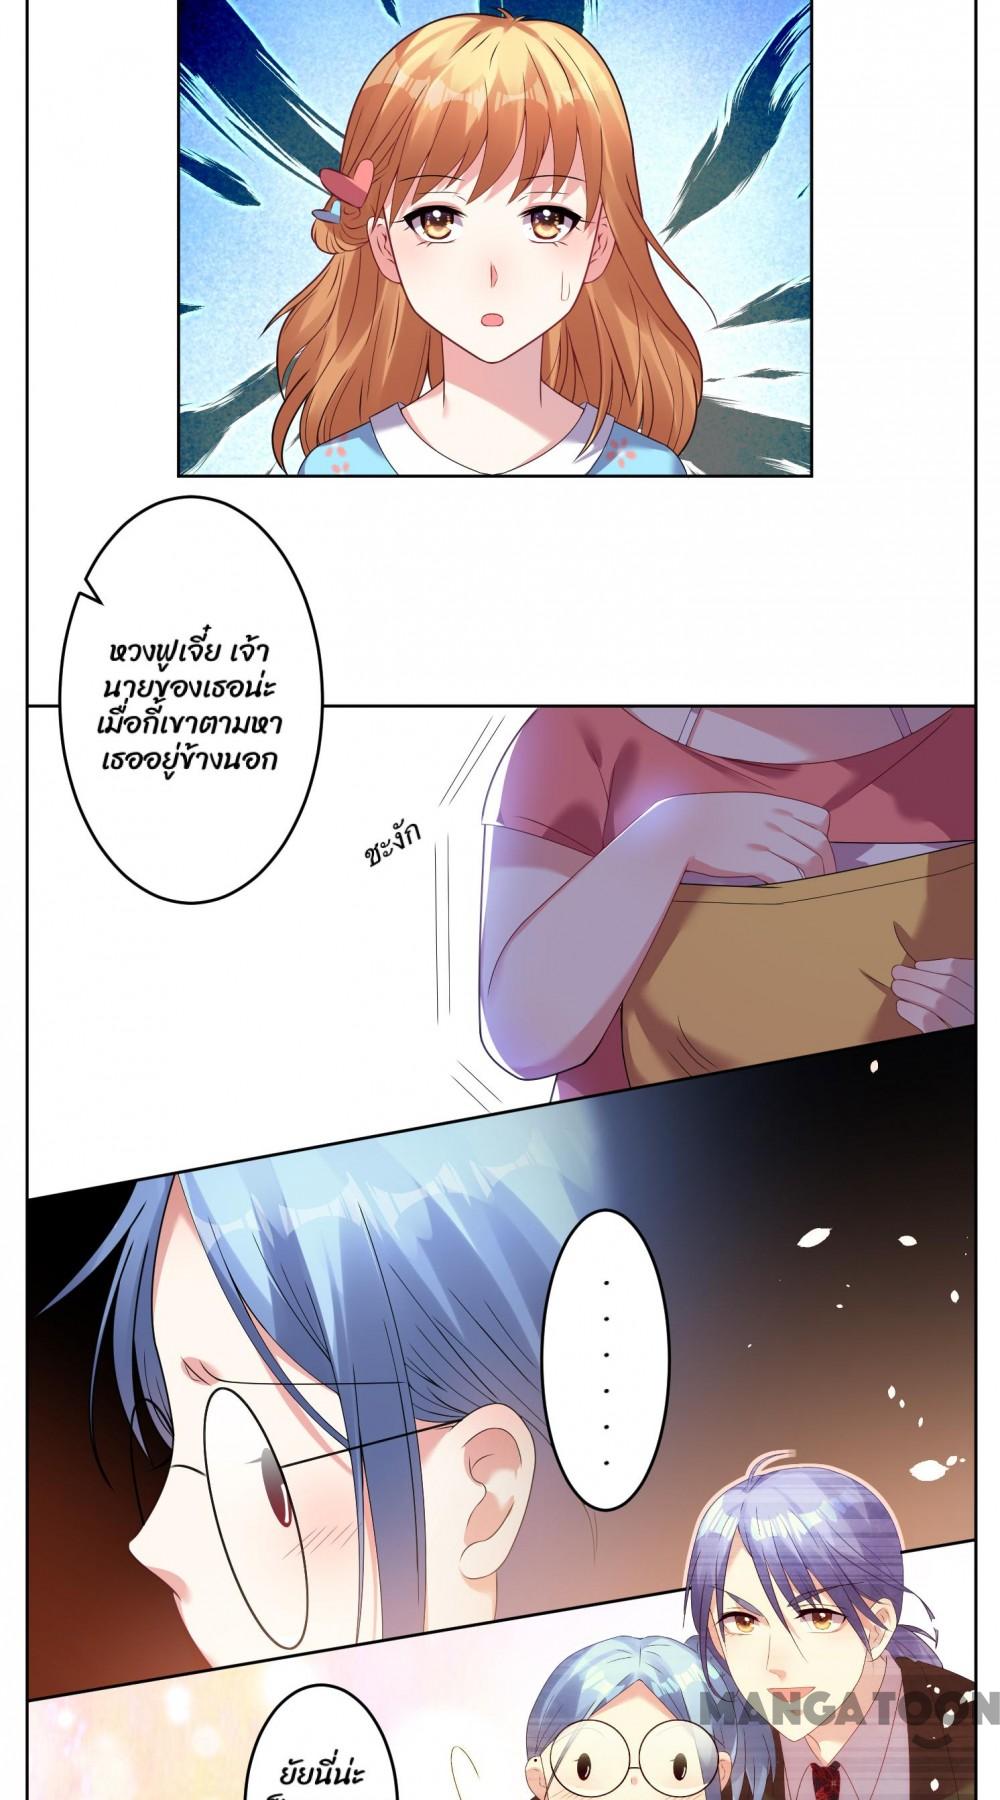 หวงฟูเจี๋ย เจ้า
นายของเธอน่ะ
เมื่อกี้เขาตามหา
เธออยู่ข้างนอก
ชะงัก
.......
MANGATOON
ยัยนี่น่ะ